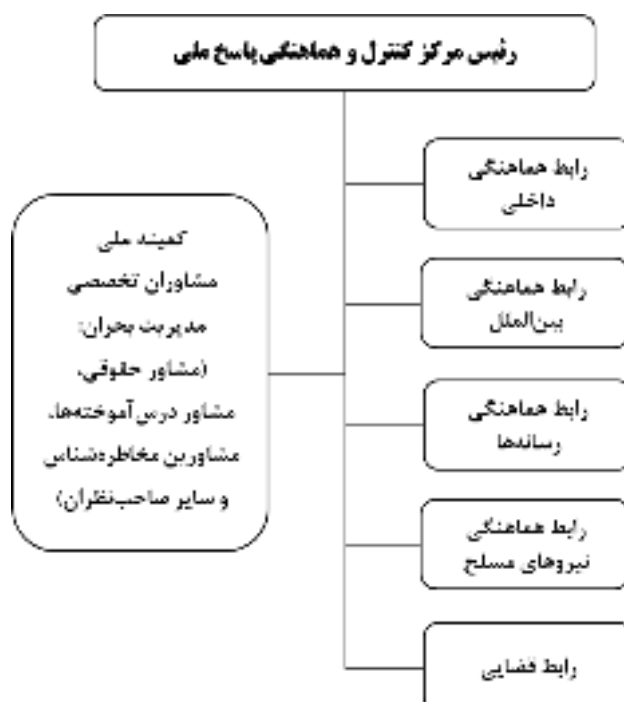 رئیس مرکز کنترل و هماهنگی پاسخ ملی
رابط هماهنگی
داخلی
رابط هماهنگی
بین‌الملل
رابط هماهنگی
رسانه‌ها
رابط هماهنگی
نیروهای مسلح
رابط قضایی
کمیته ملی
مشاوران تخصصی
مدیریت بحران:
(مشاور حقوقی،
مشاور درس‌آموخته‌ها،
مشاورین مخاطره‌شناس
و سایر صاحب‌نظران)